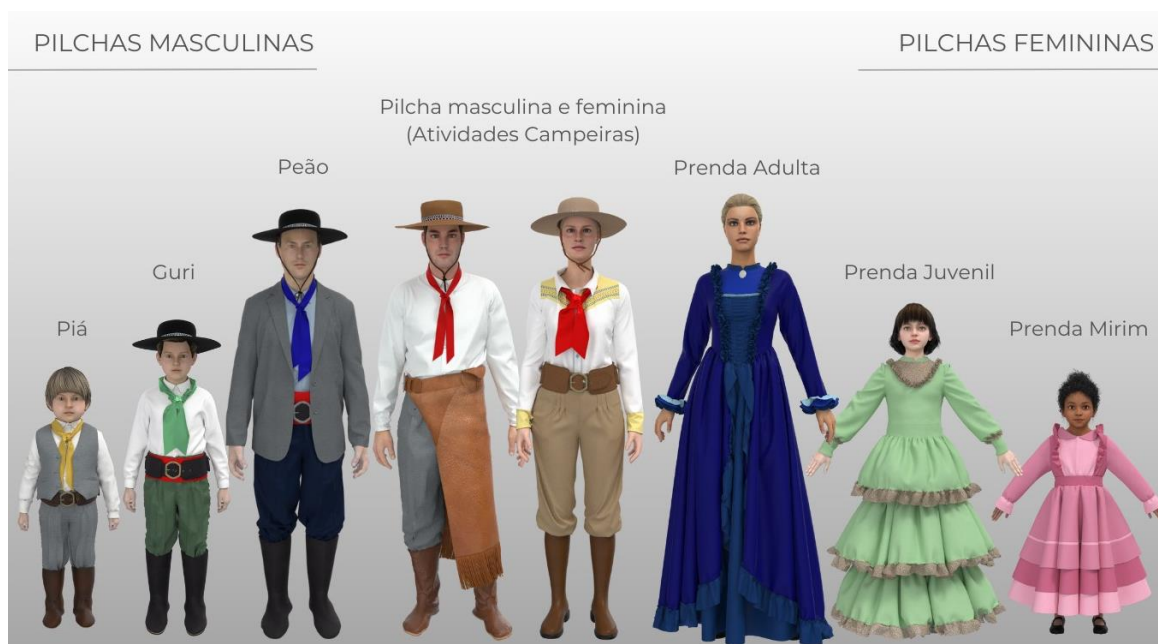 PILCHAS MASCULINAS
PILCHAS FEMININAS
Pilcha masculina e feminina
(Atividades Campeiras)
Peão
Prenda Adulta
Guri
Prenda Juvenil
Piá
Prenda Mirim